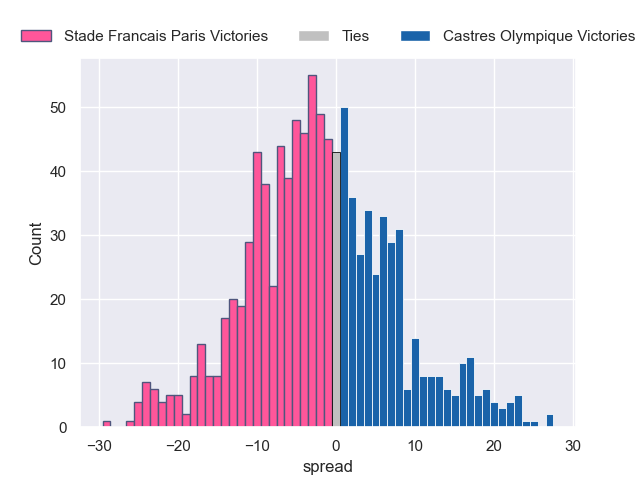 Stade Francais Paris Victories Ties Castres Olympique Victories
50
40
30
20
10
0
Count
−30 −20 −10 0 10 20 30
spread